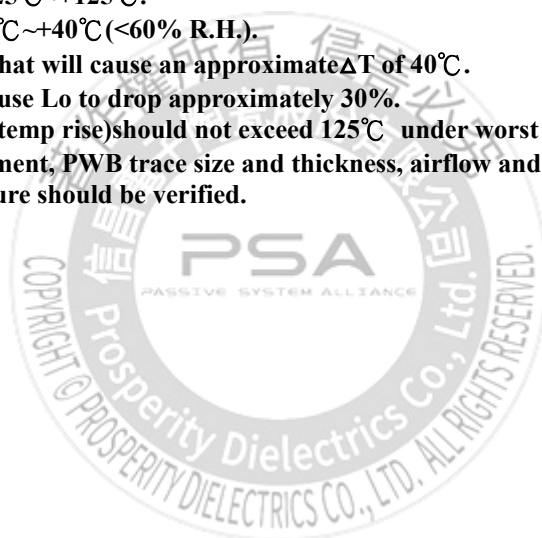 ℃~+40℃(<60% R.H.).
hat will cause an approximate△T of 40℃.
use Lo to drop approximately 30%.
temp rise)should not exceed 125℃ under worst
ment, PWB trace size and thickness, airflow and
ure should be verified.
PSA
PASSIVE SYSTEM ALLIANCE
Prosperity Dielectrics Co., Ltd.
COPYRIGHT © PROSPERITY DIELECTRICS CO., LTD. ALL RIGHTS RESERVED.